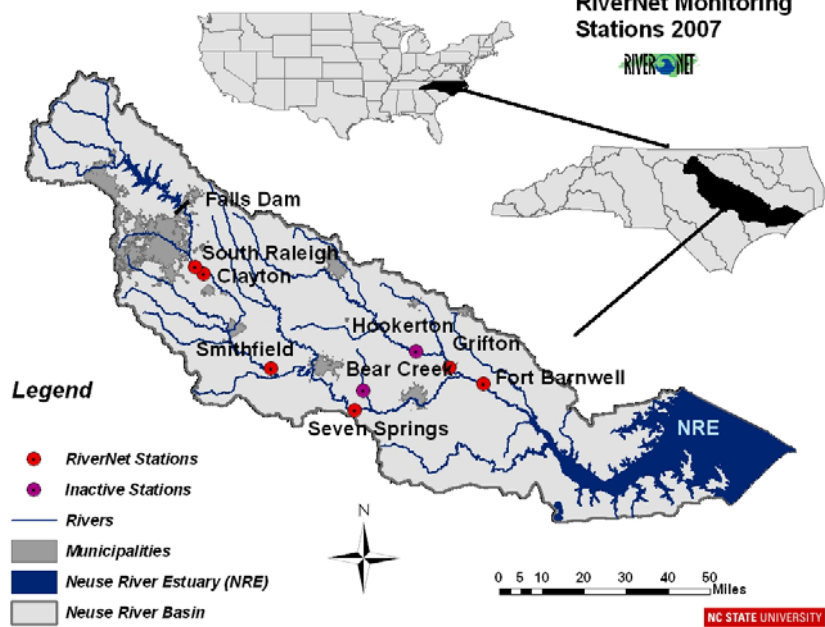 RiverNet Monitoring
Stations 2007
RIVER NET
Falls Dam
South Raleigh
Clayton
Hookerton
Grifton
Smithfield
Bear Creek
Fort Barnwell
Seven Springs
NRE
Legend
RiverNet Stations
Inactive Stations
Rivers
Municipalities
Neuse River Estuary (NRE)
Neuse River Basin
N
0 5 10 20 30 40 50
Miles
NC STATE UNIVERSITY